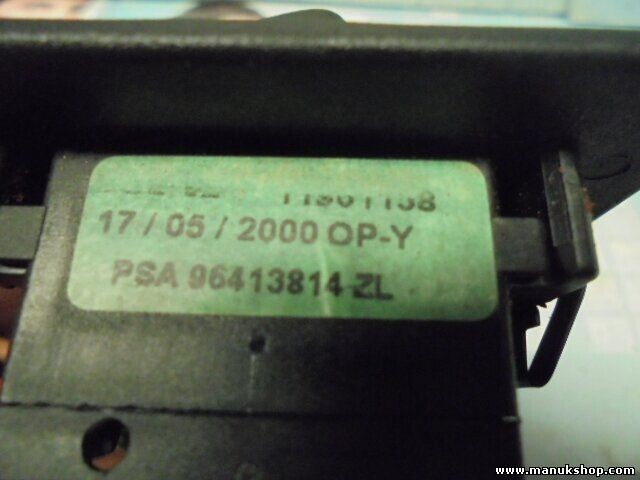 17 / 05 / 2000 OP-Y
PSA 96413814 ZL
www.manukshop.com